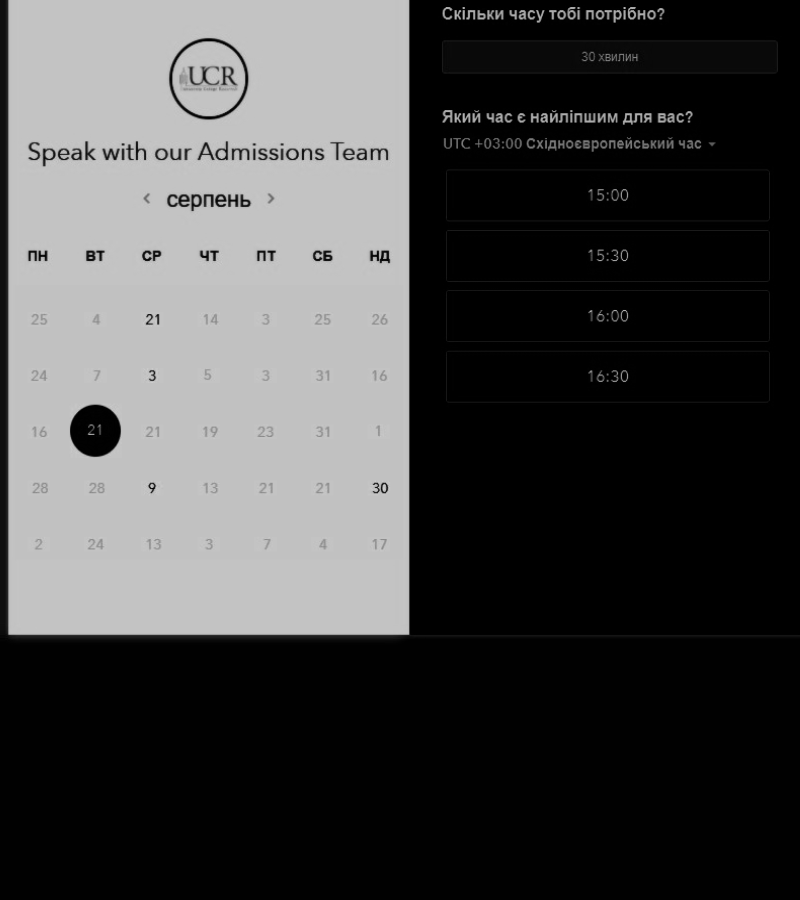 UCR
Speak with our Admissions Team
серпень
ПН ВТ СР ЧТ ПТ СБ НД
25 4 21 14 3 25 26
24 7 3 5 3 31 16
16 21 21 19 23 31 1
28 28 9 13 21 21 30
2 24 13 3 7 4 17
Скільки часу тобі потрібно?
30 хвилин
Який час є найліпшим для вас?
UTC +03:00 Східноєвропейський час
15:00
15:30
16:00
16:30